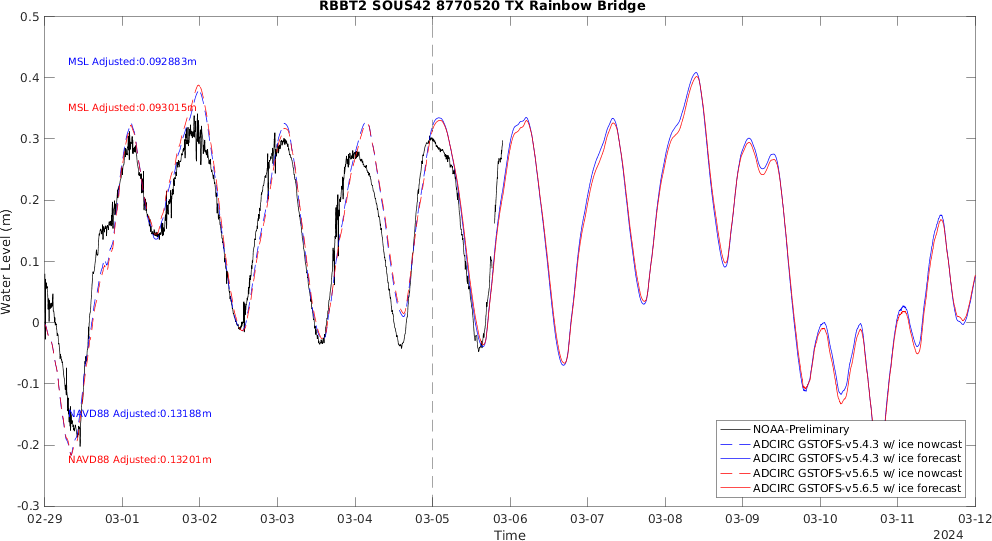 RBBT2 SOUS42 8770520 TX Rainbow Bridge
0.5
0.4
0.3
0.2
0.1
0
-0.1
-0.2
-0.3
Water Level (m)
MSL Adjusted:0.092883m
MSL Adjusted:0.093015m
NAVD88 Adjusted:0.13188m
NAVD88 Adjusted:0.13201m
NOAA-Preliminary
ADCIRC GSTOFS-v5.4.3 w/ ice nowcast
ADCIRC GSTOFS-v5.4.3 w/ ice forecast
ADCIRC GSTOFS-v5.6.5 w/ ice nowcast
ADCIRC GSTOFS-v5.6.5 w/ ice forecast
02-29 03-01 03-02 03-03 03-04 03-05 03-06 03-07 03-08 03-09 03-10 03-11 03-12
Time
2024